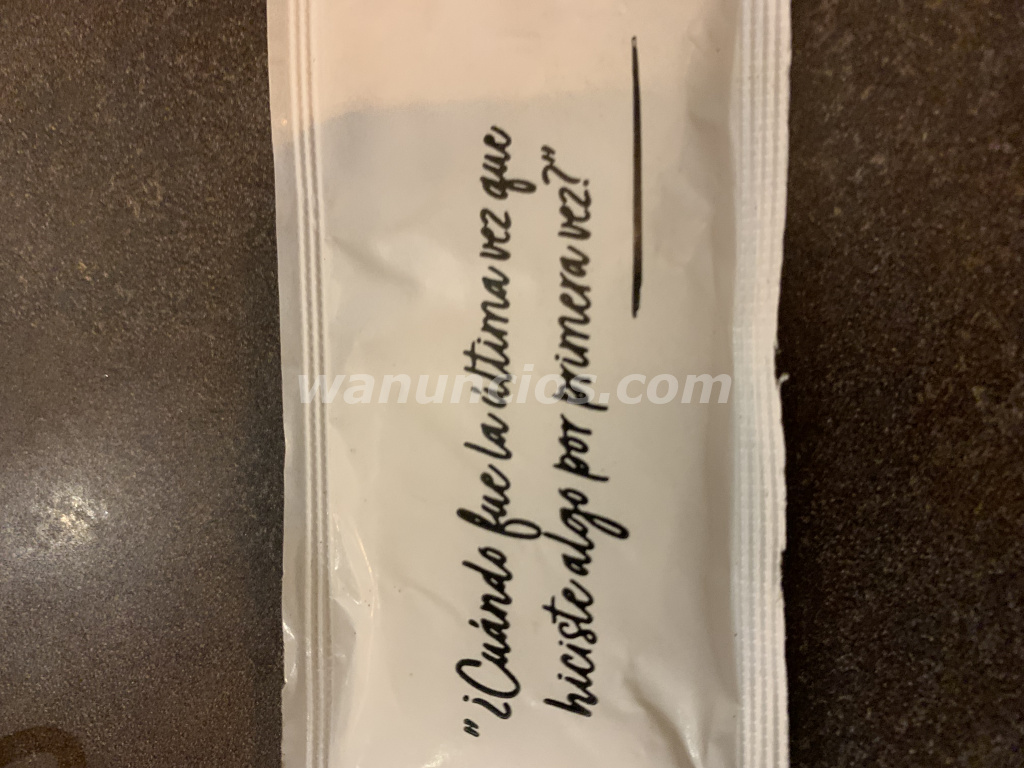 "¿Cuándo fue la última vez que
hiciste algo por primera vez?"
wanuncios.com